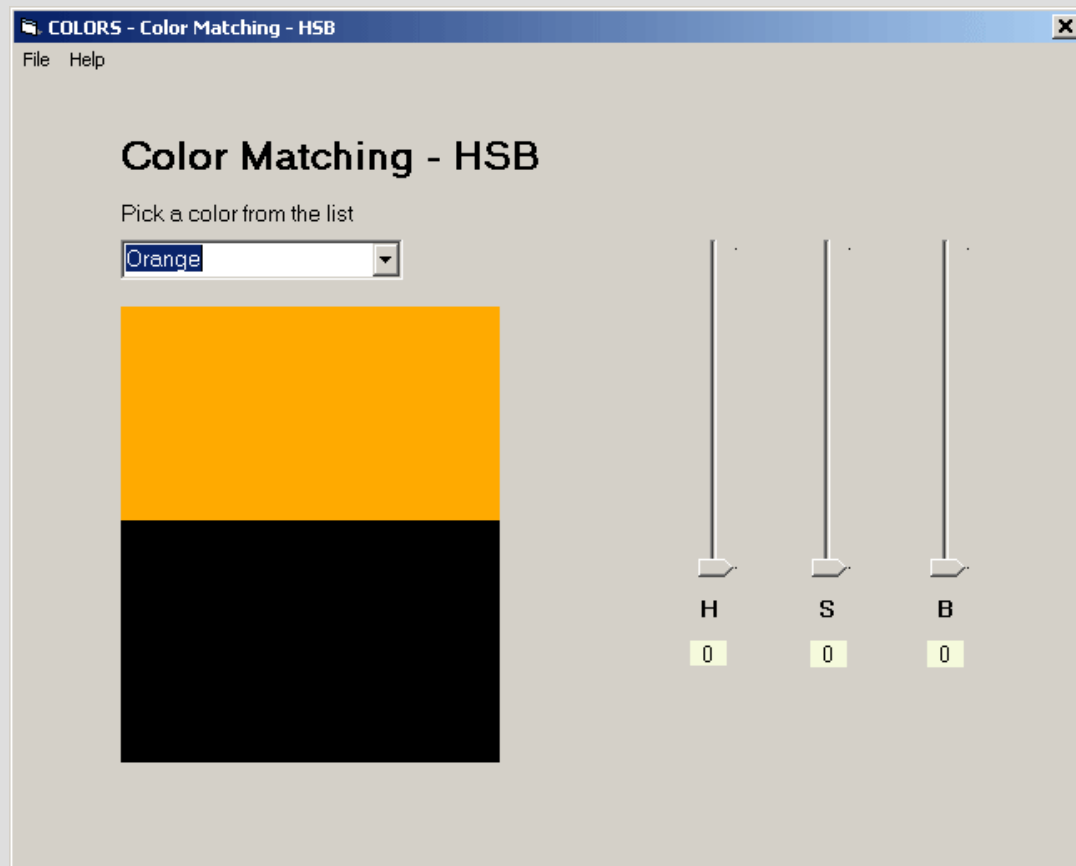 COLORS - Color Matching - HSB
File Help
Color Matching - HSB
Pick a color from the list
Orange
H S B
0 0 0